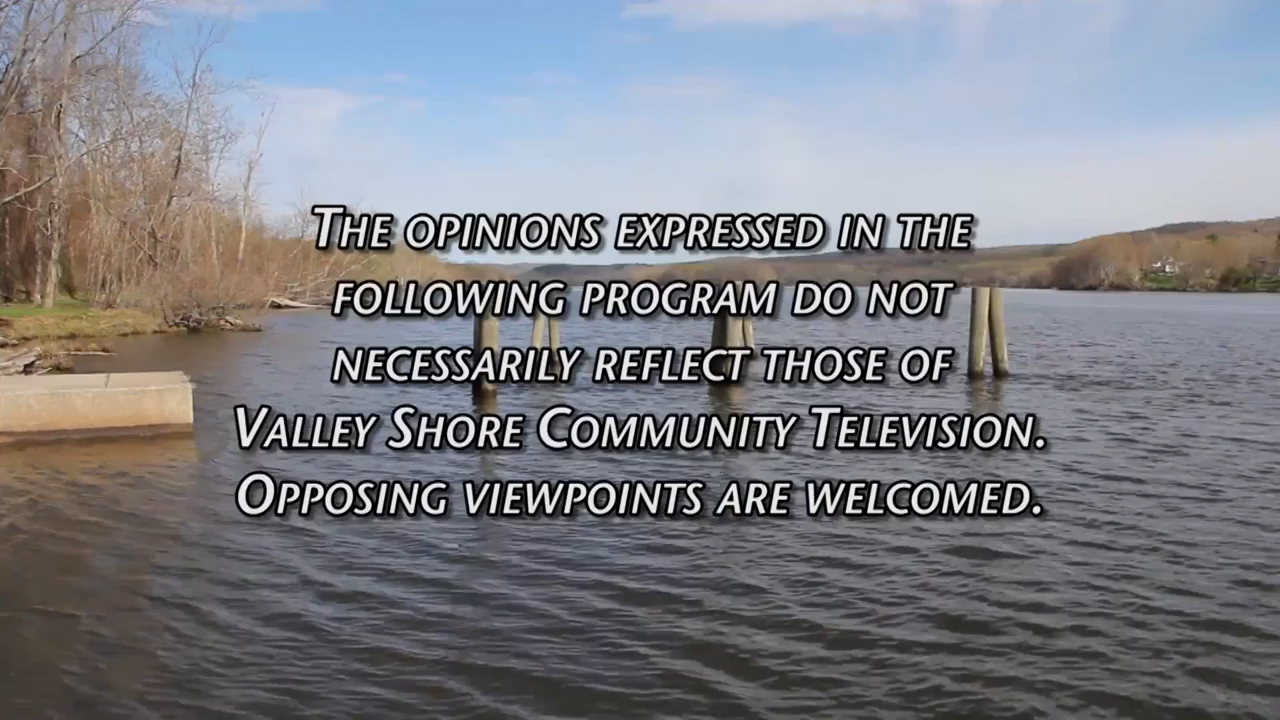 The opinions expressed in the
following program do not
necessarily reflect those of
Valley Shore Community Television.
Opposing viewpoints are welcomed.